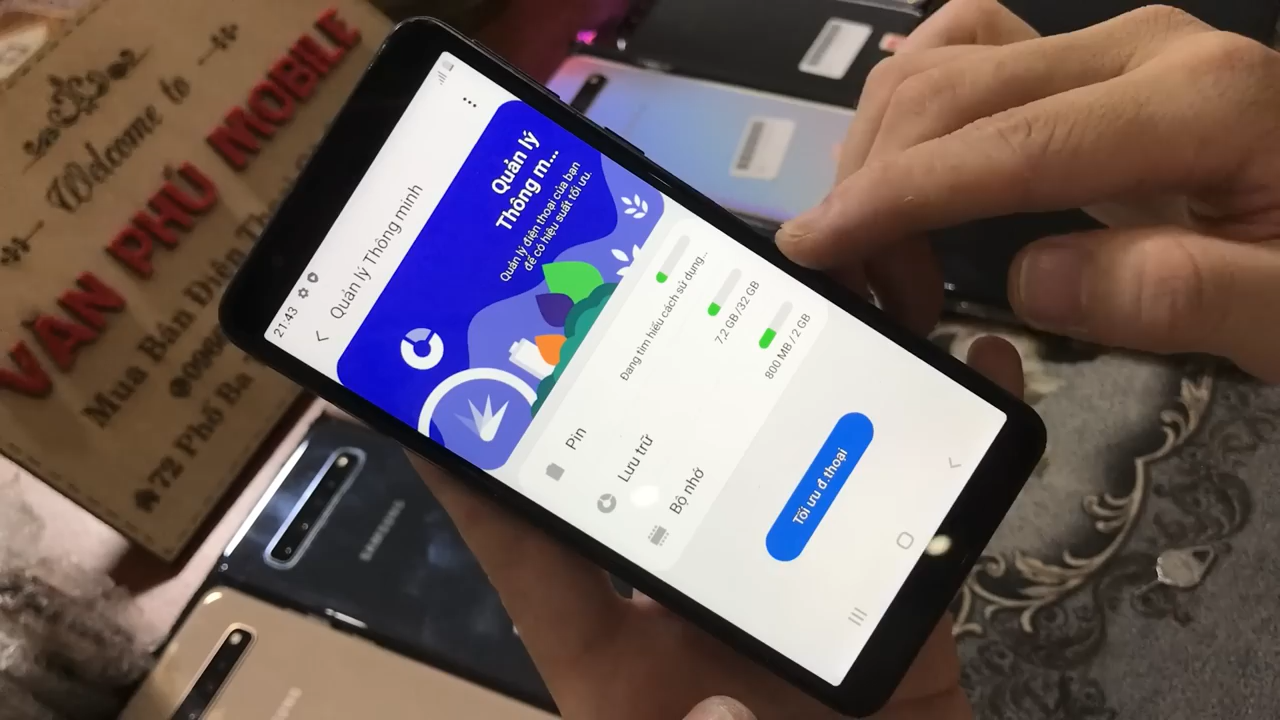 Welcome to
VĂN PHÚ MOBILE
Mua Bán Điện
72 Phố Ba
21:43
Quản lý Thông minh
Quản lý
Thông m...
Quản lý điện thoại của bạn
để có hiệu suất tối ưu.
Pin
Đang tìm hiểu cách sử dụng...
Lưu trữ
7,2 GB /32 GB
Bộ nhớ
800 MB / 2 GB
Tối ưu đ.thoại
SAMSUNG